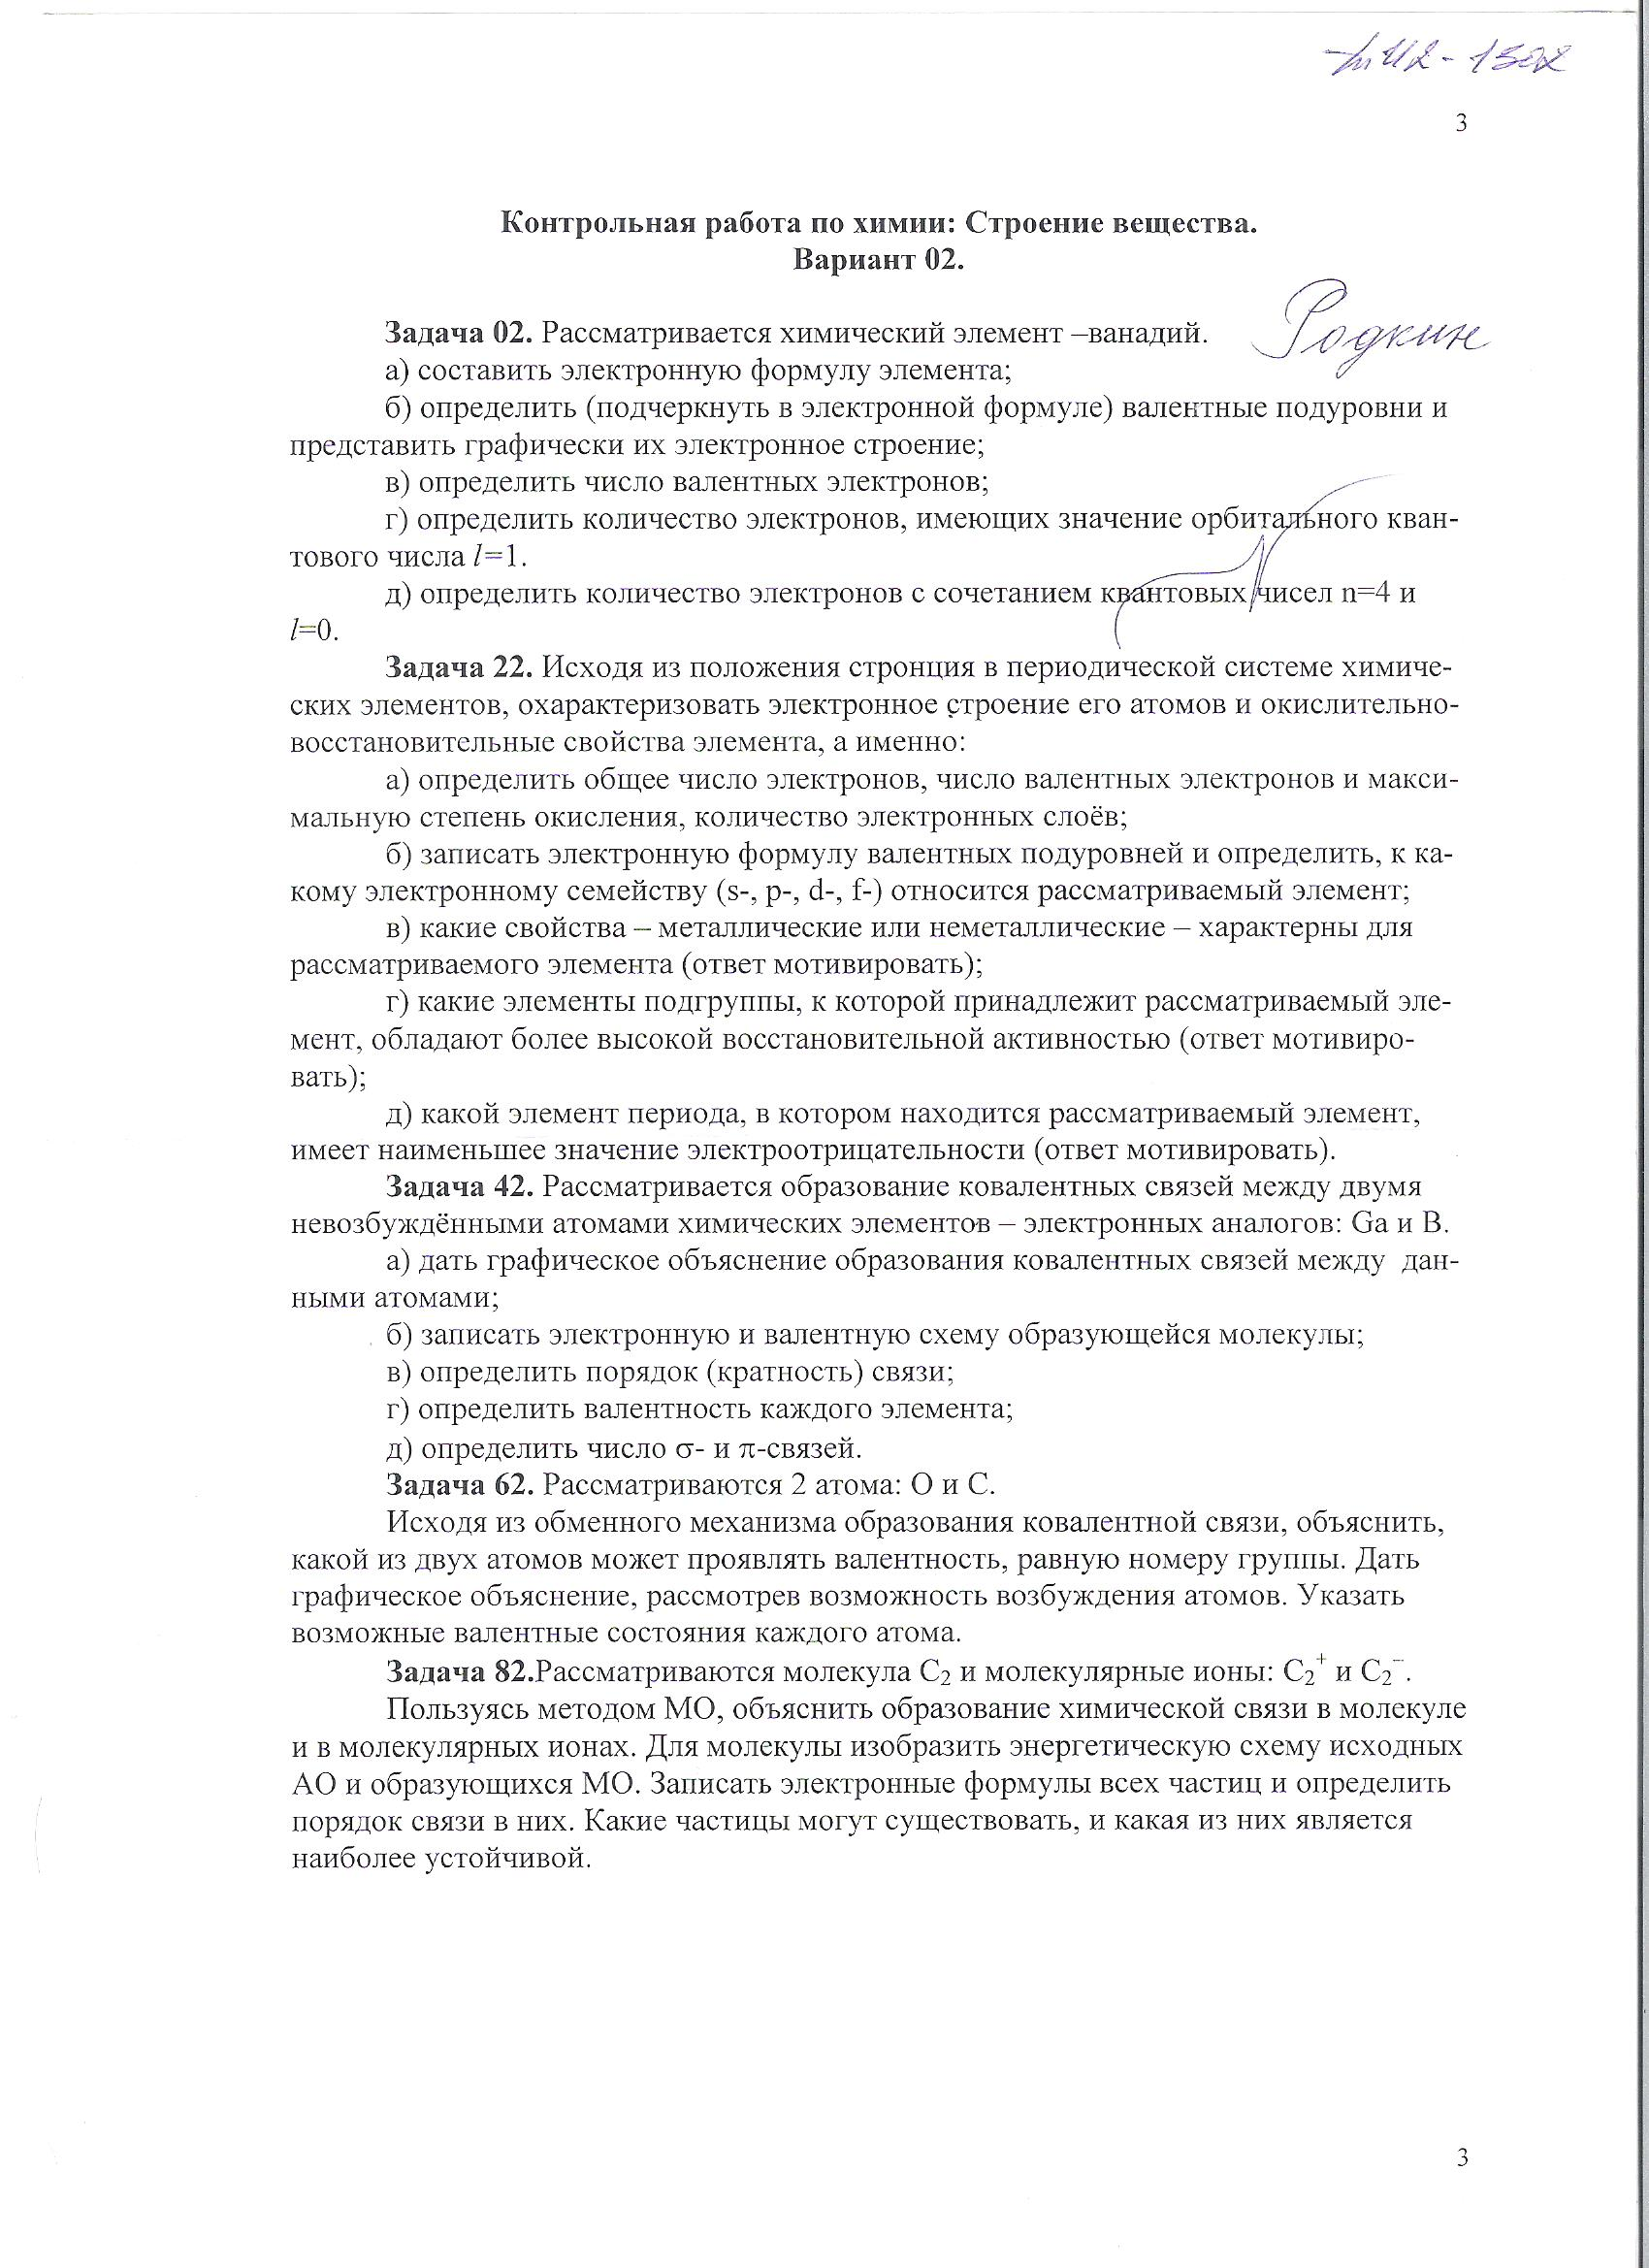 3
Контрольная работа по химии: Строение вещества.
Вариант 02.
Родкин
Задача 02. Рассматривается химический элемент –ванадий.
а) составить электронную формулу элемента;
б) определить (подчеркнуть в электронной формуле) валентные подуровни и
представить графически их электронное строение;
в) определить число валентных электронов;
г) определить количество электронов, имеющих значение орбитального кван-
тового числа l=1.
д) определить количество электронов с сочетанием квантовых чисел n=4 и
l=0.
Задача 22. Исходя из положения стронция в периодической системе химиче-
ских элементов, охарактеризовать электронное строение его атомов и окислительно-
восстановительные свойства элемента, а именно:
а) определить общее число электронов, число валентных электронов и макси-
мальную степень окисления, количество электронных слоёв;
б) записать электронную формулу валентных подуровней и определить, к ка-
кому электронному семейству (s-, p-, d-, f-) относится рассматриваемый элемент;
в) какие свойства – металлические или неметаллические – характерны для
рассматриваемого элемента (ответ мотивировать);
г) какие элементы подгруппы, к которой принадлежит рассматриваемый эле-
мент, обладают более высокой восстановительной активностью (ответ мотивиро-
вать);
д) какой элемент периода, в котором находится рассматриваемый элемент,
имеет наименьшее значение электроотрицательности (ответ мотивировать).
Задача 42. Рассматривается образование ковалентных связей между двумя
невозбуждёнными атомами химических элементов – электронных аналогов: Ga и B.
а) дать графическое объяснение образования ковалентных связей между дан-
ными атомами;
б) записать электронную и валентную схему образующейся молекулы;
в) определить порядок (кратность) связи;
г) определить валентность каждого элемента;
д) определить число σ- и π-связей.
Задача 62. Рассматриваются 2 атома: O и C.
Исходя из обменного механизма образования ковалентной связи, объяснить,
какой из двух атомов может проявлять валентность, равную номеру группы. Дать
графическое объяснение, рассмотрев возможность возбуждения атомов. Указать
возможные валентные состояния каждого атома.
Задача 82.Рассматриваются молекула C₂ и молекулярные ионы: C₂⁺ и C₂⁻.
Пользуясь методом МО, объяснить образование химической связи в молекуле
и в молекулярных ионах. Для молекулы изобразить энергетическую схему исходных
АО и образующихся МО. Записать электронные формулы всех частиц и определить
порядок связи в них. Какие частицы могут существовать, и какая из них является
наиболее устойчивой.
3